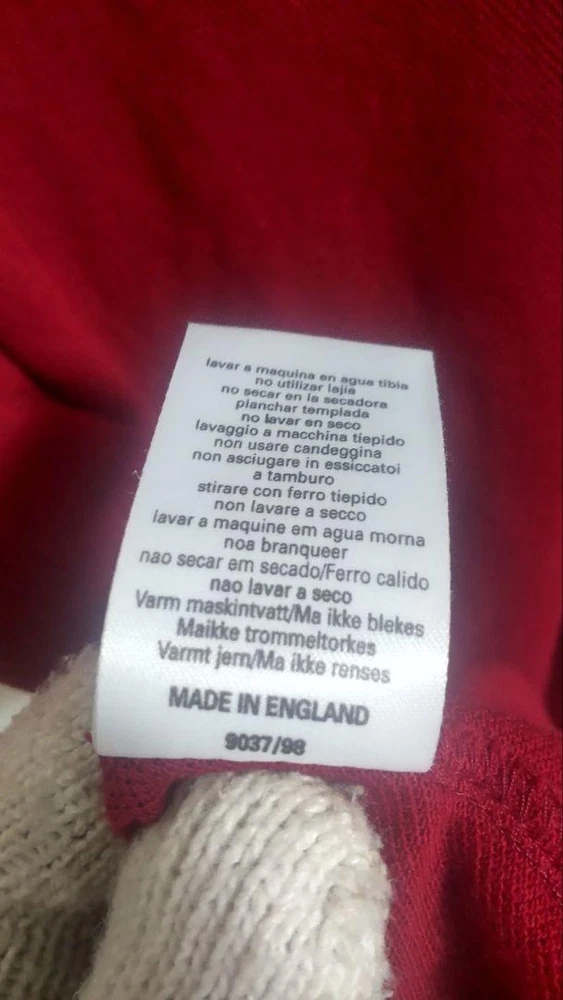 lavar a maquina en agua tibia
no utilizar lajia
no secar en la secadora
planchar templada
no lavar en seco
lavaggio a macchina tiepido
non usare candeggina
non asciugare in essiccatoi
a tamburo
stirare con ferro tiepido
non lavare a secco
lavar a maquine em agua morna
noa branqueer
nao secar em secado/Ferro calido
nao lavar a seco
Varm maskintvatt/Ma ikke blekes
Maikke trommeltorkes
Varmt jern/Ma ikke renses
MADE IN ENGLAND
9037/98